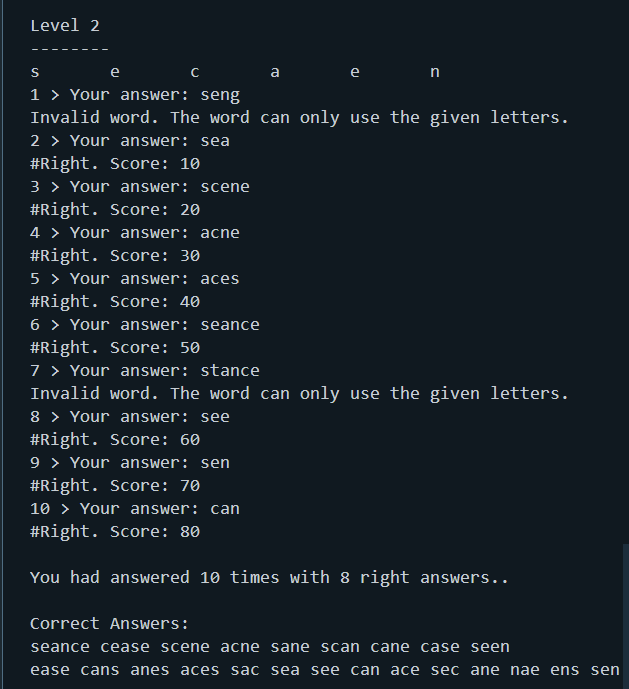 Level 2
--------
s e c a e n
1 > Your answer: seng
Invalid word. The word can only use the given letters.
2 > Your answer: sea
#Right. Score: 10
3 > Your answer: scene
#Right. Score: 20
4 > Your answer: acne
#Right. Score: 30
5 > Your answer: aces
#Right. Score: 40
6 > Your answer: seance
#Right. Score: 50
7 > Your answer: stance
Invalid word. The word can only use the given letters.
8 > Your answer: see
#Right. Score: 60
9 > Your answer: sen
#Right. Score: 70
10 > Your answer: can
#Right. Score: 80
You had answered 10 times with 8 right answers..
Correct Answers:
seance cease scene acne sane scan cane case seen
ease cans anes aces sac sea see can ace sec ane nae ens sen